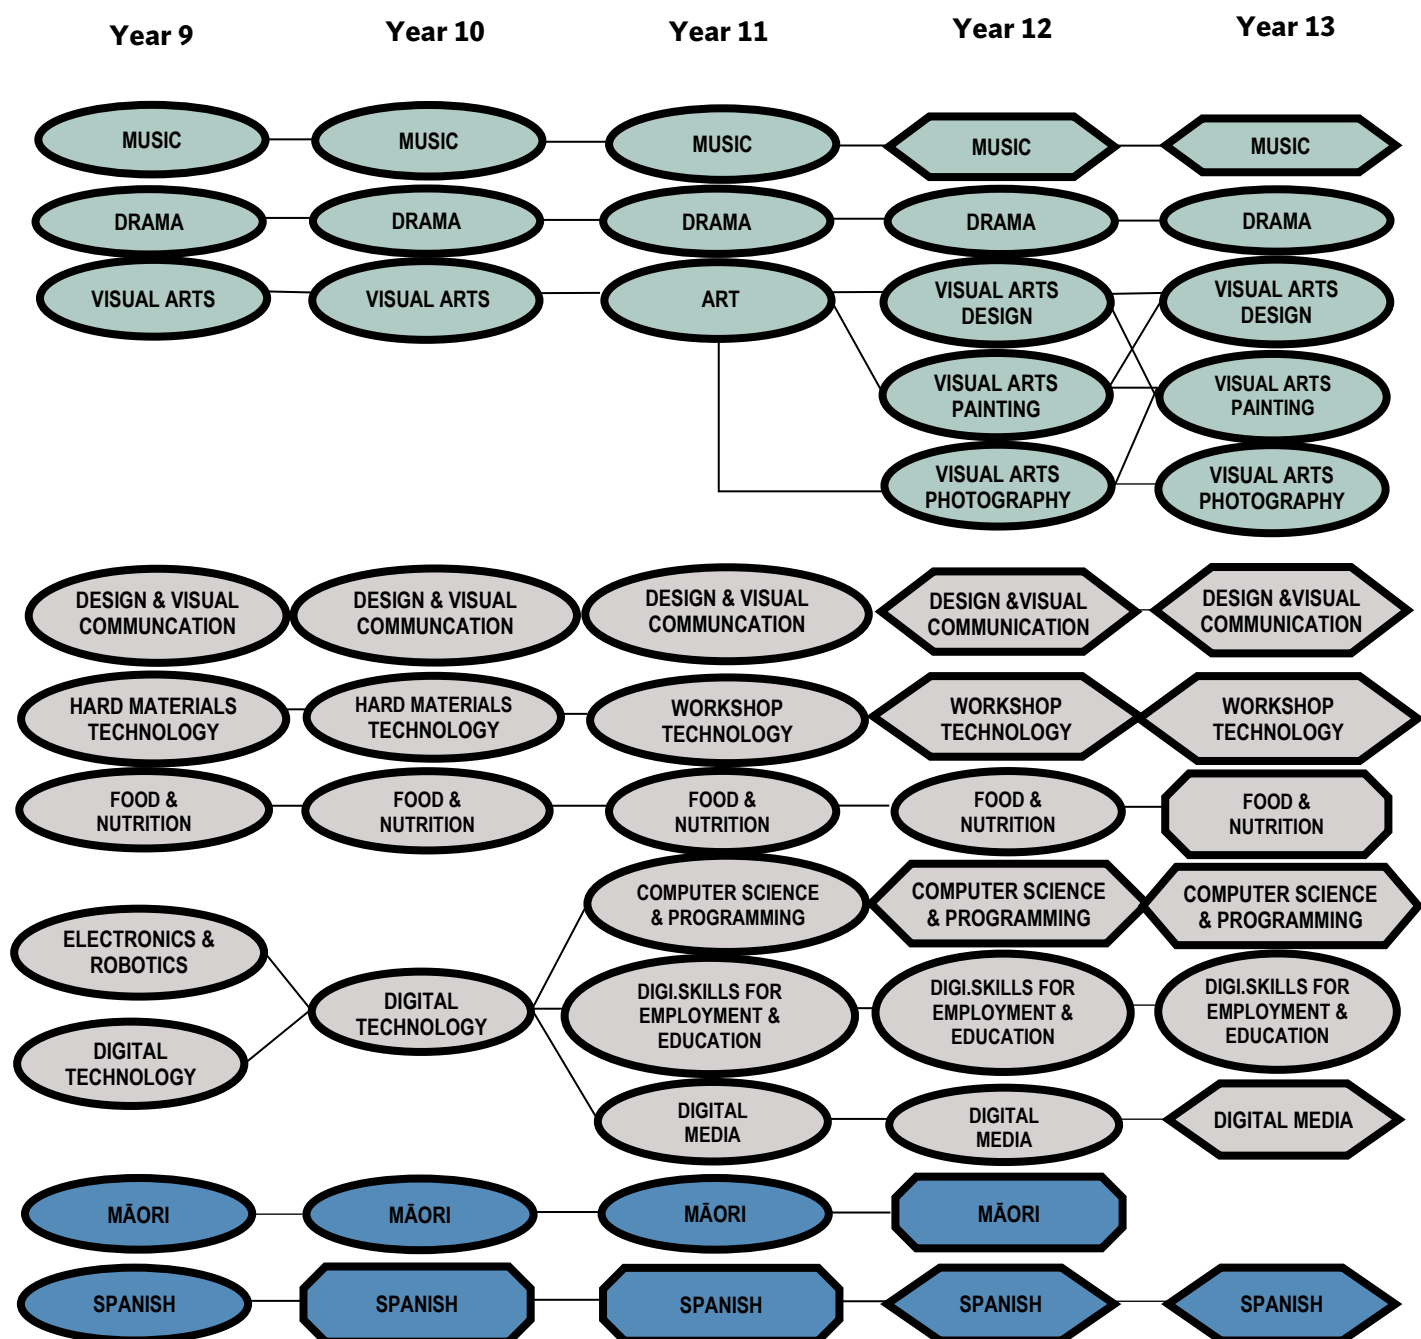 Year 9
Year 10
Year 11
Year 12
Year 13
MUSIC
MUSIC
MUSIC
MUSIC
MUSIC
DRAMA
DRAMA
DRAMA
DRAMA
DRAMA
VISUAL ARTS
VISUAL ARTS
ART
VISUAL ARTS
DESIGN
VISUAL ARTS
DESIGN
VISUAL ARTS
PAINTING
VISUAL ARTS
PAINTING
VISUAL ARTS
PHOTOGRAPHY
VISUAL ARTS
PHOTOGRAPHY
DESIGN & VISUAL
COMMUNCATION
DESIGN & VISUAL
COMMUNCATION
DESIGN & VISUAL
COMMUNCATION
DESIGN &VISUAL
COMMUNICATION
DESIGN &VISUAL
COMMUNICATION
HARD MATERIALS
TECHNOLOGY
HARD MATERIALS
TECHNOLOGY
WORKSHOP
TECHNOLOGY
WORKSHOP
TECHNOLOGY
WORKSHOP
TECHNOLOGY
FOOD &
NUTRITION
FOOD &
NUTRITION
FOOD &
NUTRITION
FOOD &
NUTRITION
FOOD &
NUTRITION
COMPUTER SCIENCE
& PROGRAMMING
COMPUTER SCIENCE
& PROGRAMMING
COMPUTER SCIENCE
& PROGRAMMING
ELECTRONICS &
ROBOTICS
DIGITAL
TECHNOLOGY
DIGITAL
TECHNOLOGY
DIGI.SKILLS FOR
EMPLOYMENT &
EDUCATION
DIGI.SKILLS FOR
EMPLOYMENT &
EDUCATION
DIGI.SKILLS FOR
EMPLOYMENT &
EDUCATION
DIGITAL
MEDIA
DIGITAL
MEDIA
DIGITAL MEDIA
MĀORI
MĀORI
MĀORI
MĀORI
SPANISH
SPANISH
SPANISH
SPANISH
SPANISH